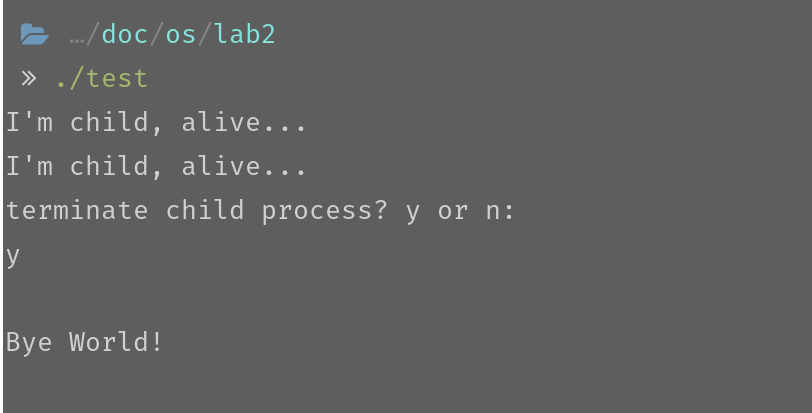 …/doc/os/lab2
» ./test
I'm child, alive...
I'm child, alive...
terminate child process? y or n:
y
Bye World!